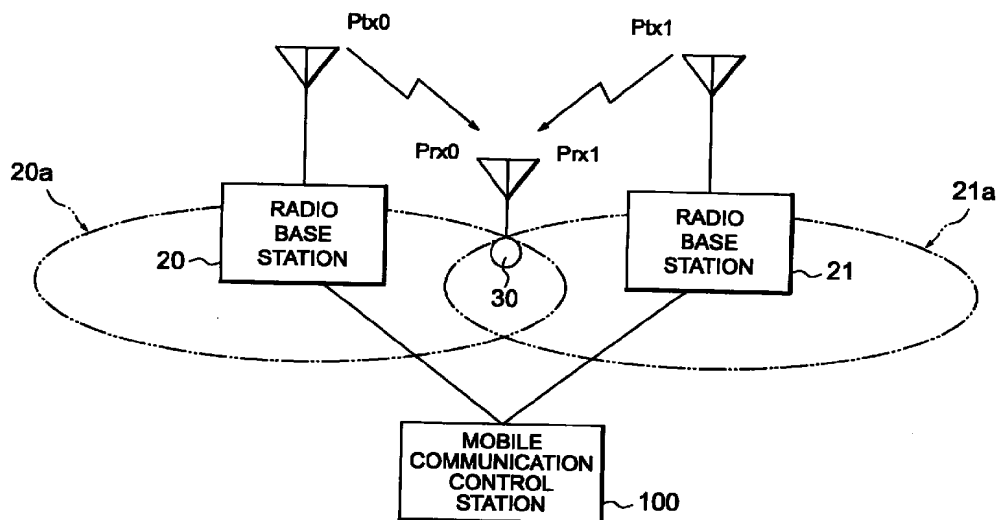 Ptx0
Ptx1
Prx0
Prx1
20a
21a
RADIO
BASE
STATION
20
RADIO
BASE
STATION
21
30
MOBILE
COMMUNICATION
CONTROL
STATION
100